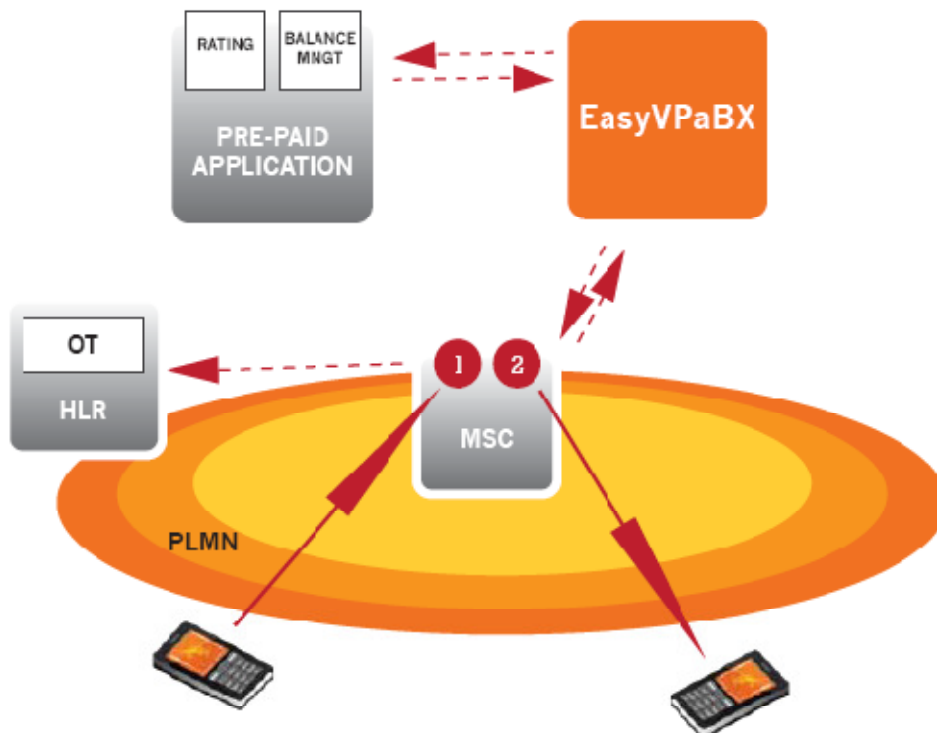 RATING
BALANCE
MNGT
PRE-PAID
APPLICATION
EasyVPaBX
OT
HLR
1
2
MSC
PLMN